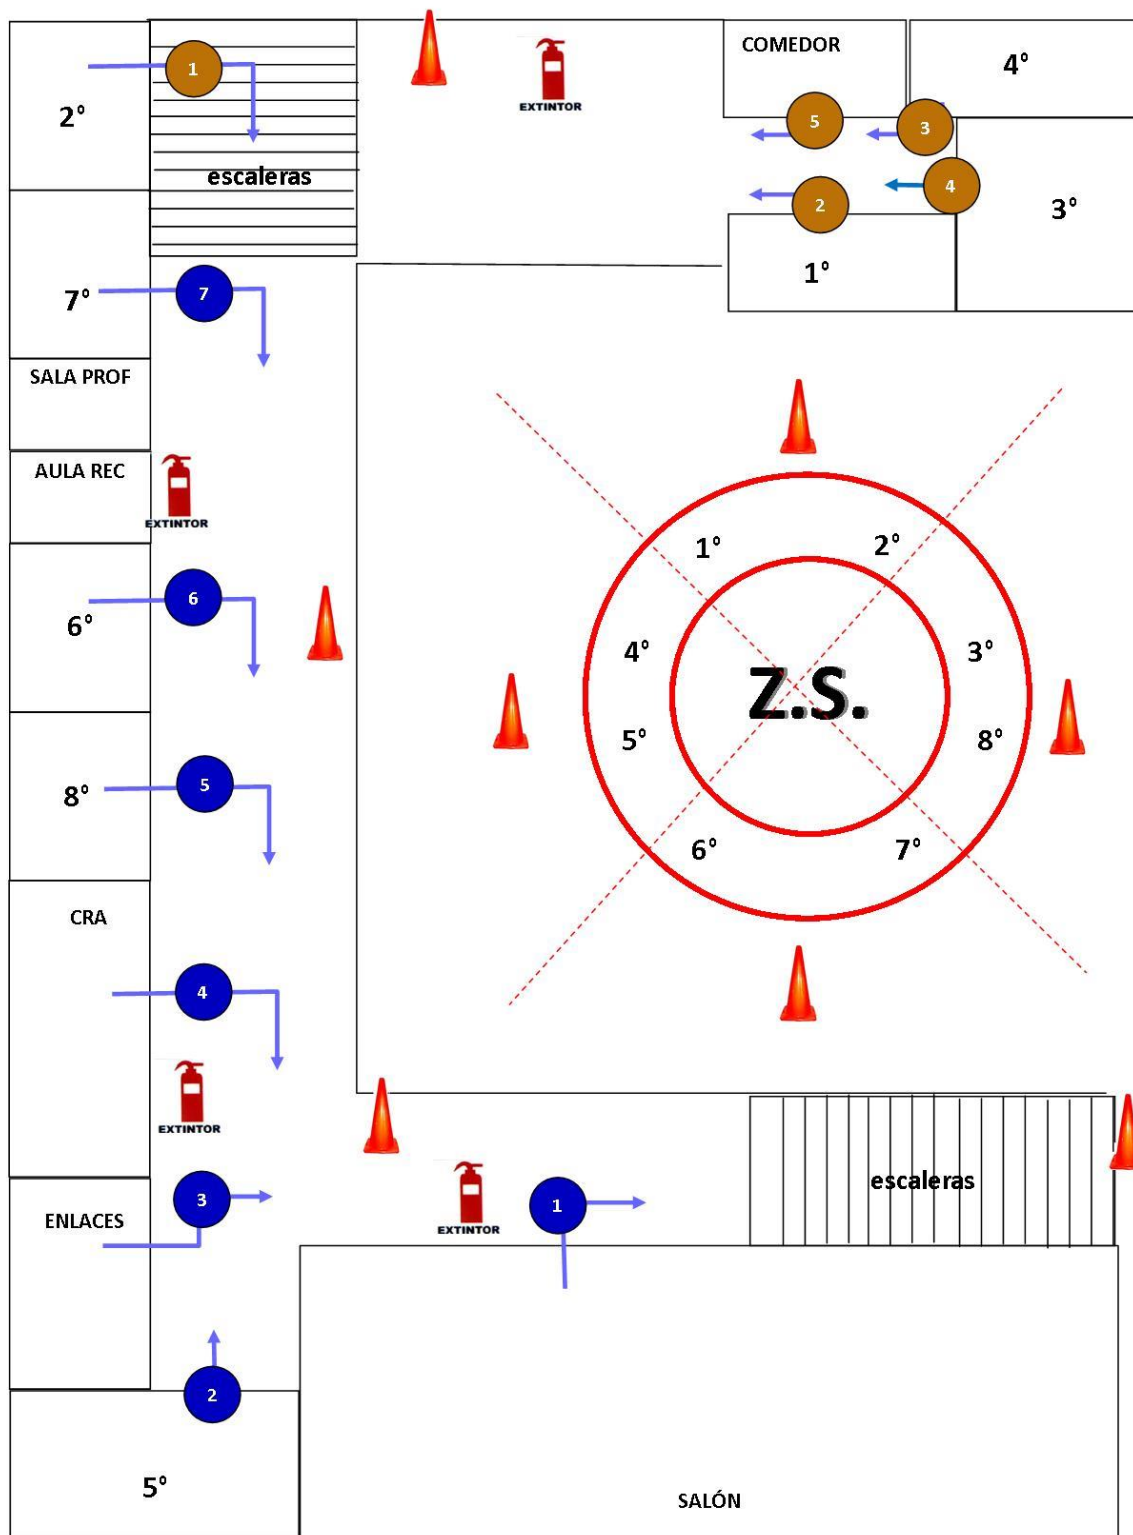 COMEDOR
4°
1
EXTINTOR
2°
5
3
escaleras
4
2
3°
1°
7°
7
SALA PROF
AULA REC
EXTINTOR
1°
2°
6
6°
4°
3°
Z.S.
5°
8°
8°
5
6°
7°
CRA
4
EXTINTOR
escaleras
3
1
ENLACES
EXTINTOR
2
5°
SALÓN